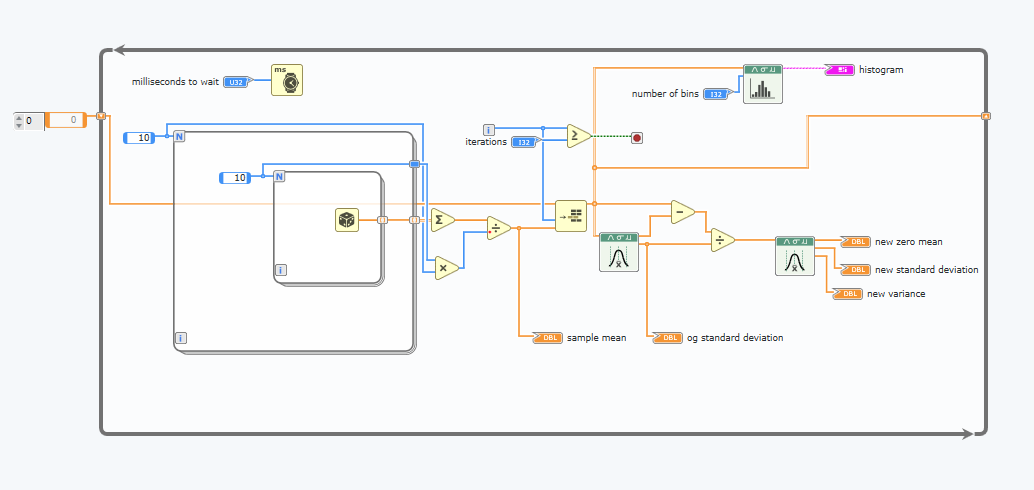 ms
milliseconds to wait U32
histogram
number of bins I32
0 0
10 N
i
iterations I32
Σ
10 N
Σ
÷
×
−
÷
i
i
x̄
x̄
DBL new zero mean
DBL new standard deviation
DBL new variance
DBL sample mean
DBL og standard deviation